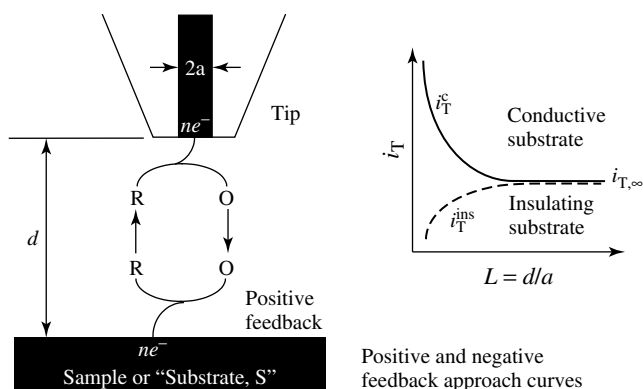 2a
ne⁻
Tip
R
O
d
R
O
Positive
feedback
ne⁻
Sample or “Substrate, S”
i_T
i_T^c
Conductive
substrate
i_T,∞
i_T^ins
Insulating
substrate
L = d/a
Positive and negative
feedback approach curves